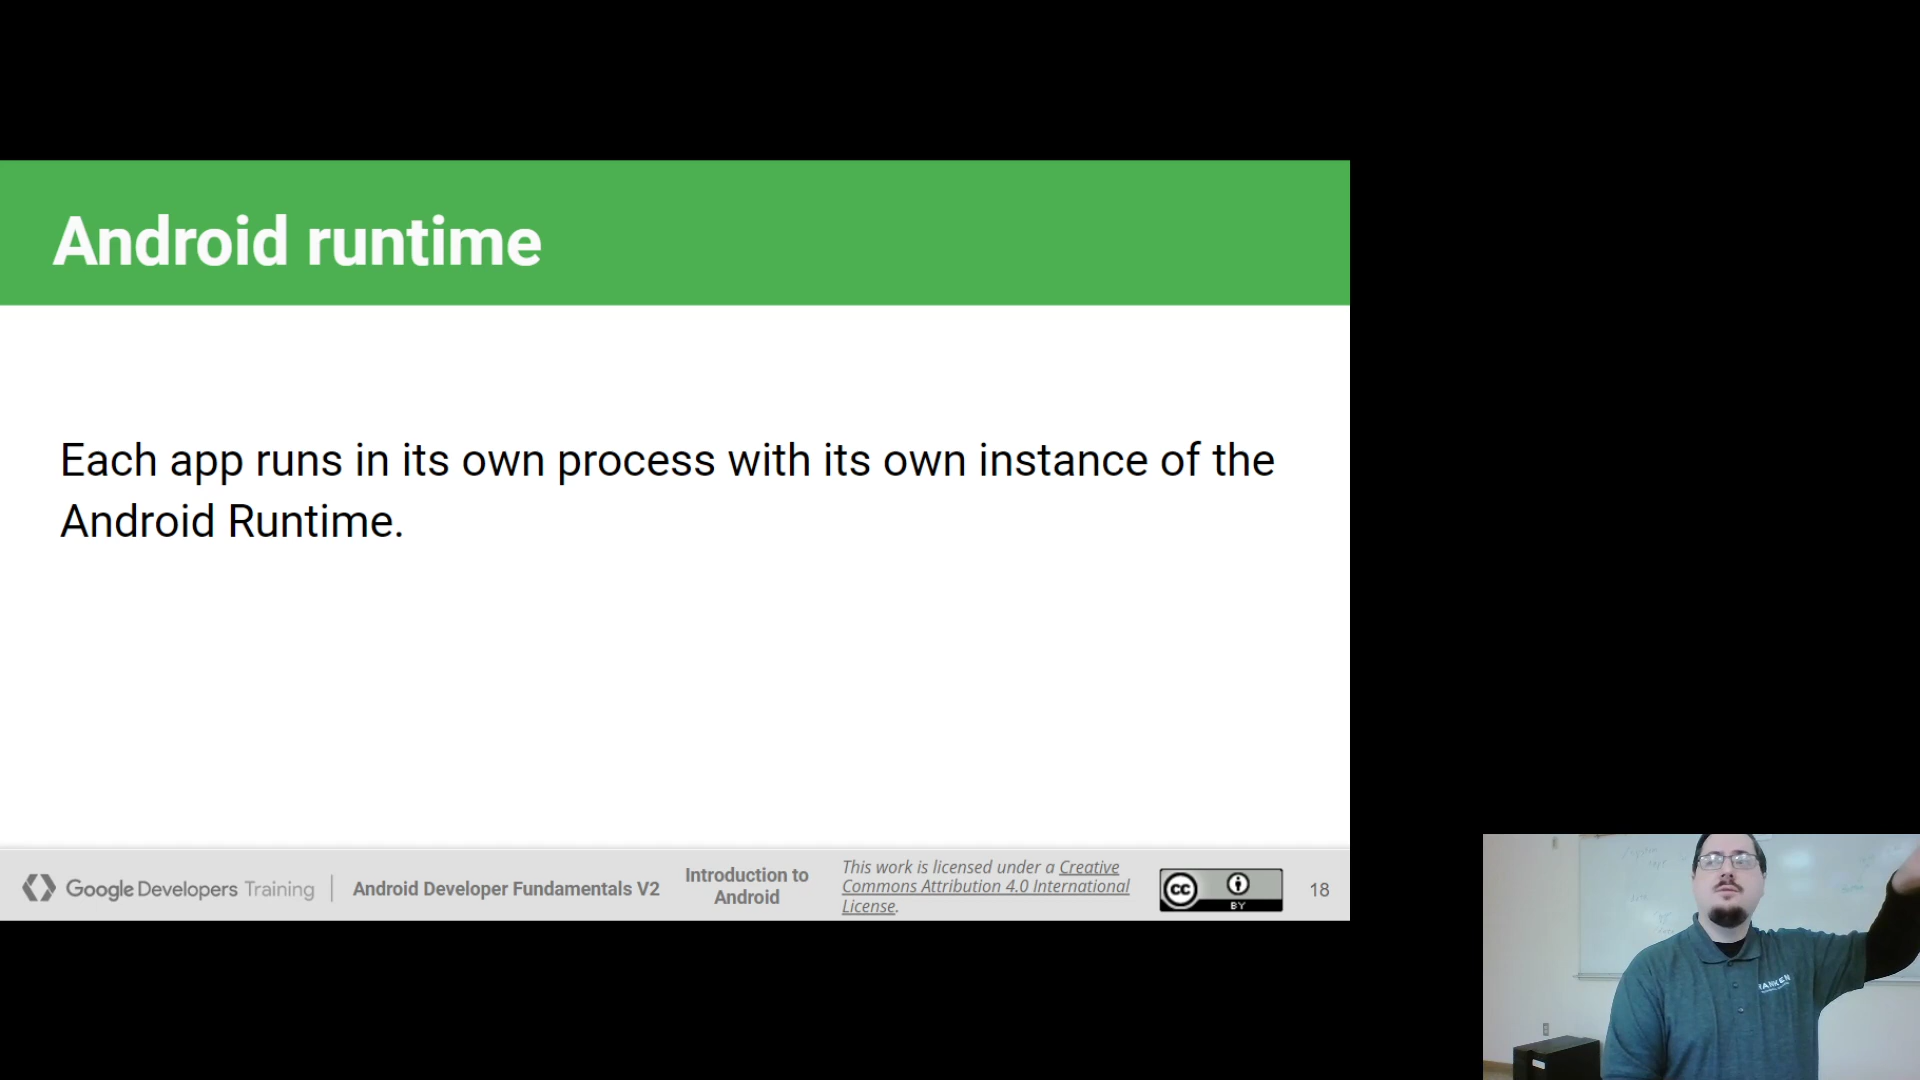 Android runtime
Each app runs in its own process with its own instance of the
Android Runtime.
Google Developers Training
Android Developer Fundamentals V2
Introduction to
Android
This work is licensed under a Creative
Commons Attribution 4.0 International
License.
cc
BY
18